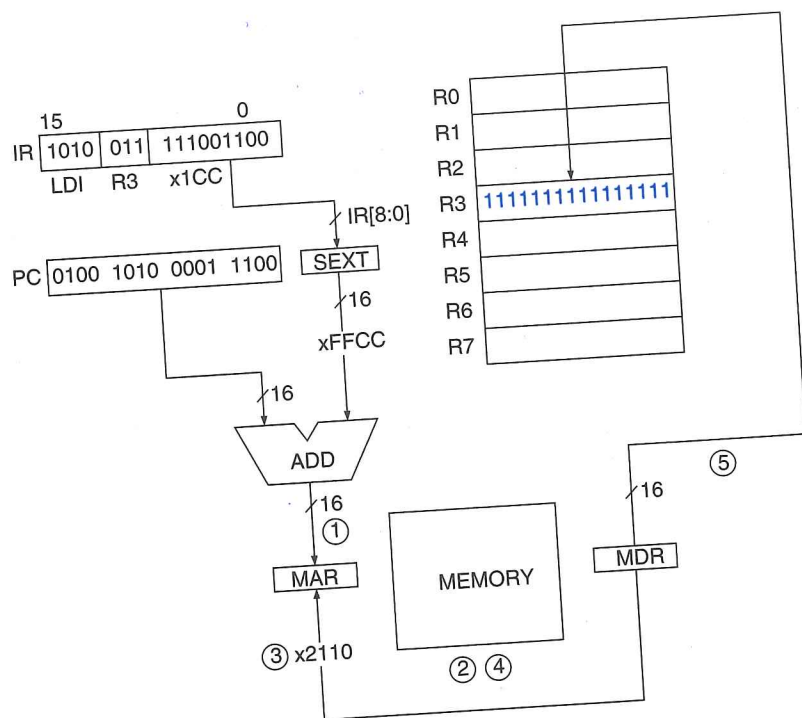 15 0
IR 1010 011 111001100
LDI R3 x1CC
IR[8:0]
PC 0100 1010 0001 1100
SEXT
16
xFFCC
16
ADD
16
①
MAR
③ x2110
MEMORY
② ④
MDR
16
⑤
R0
R1
R2
R3 1111111111111111
R4
R5
R6
R7